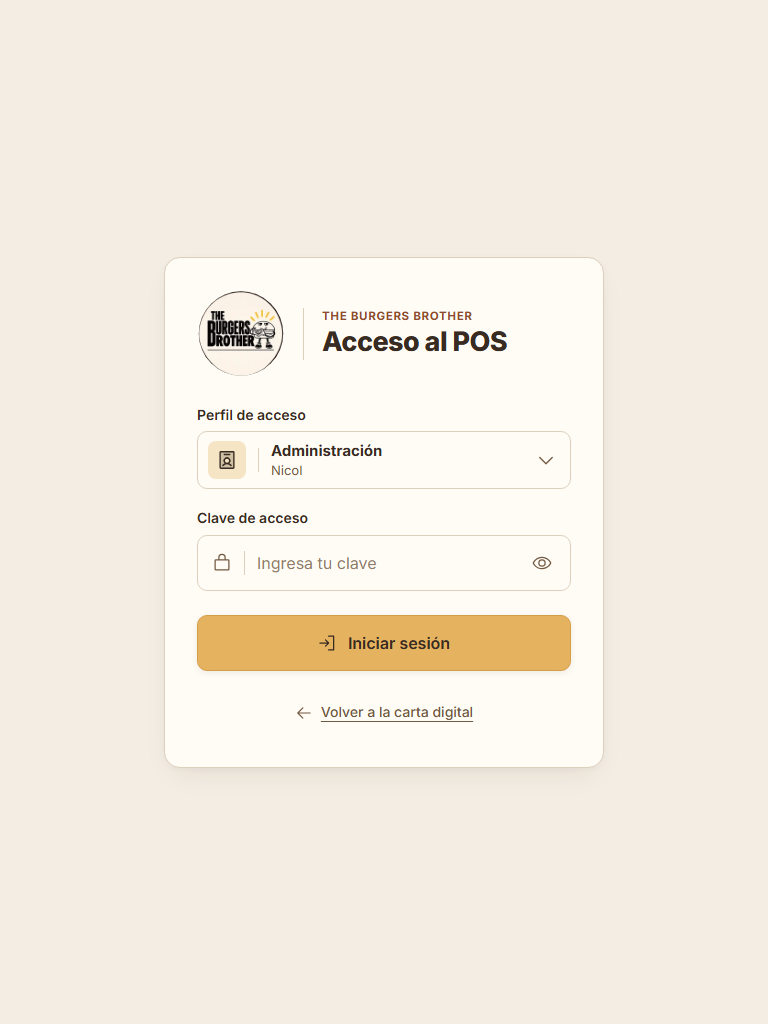 THE
BURGERS
BROTHER
THE BURGERS BROTHER
Acceso al POS
Perfil de acceso
Administración
Nicol
Clave de acceso
Ingresa tu clave
Iniciar sesión
Volver a la carta digital